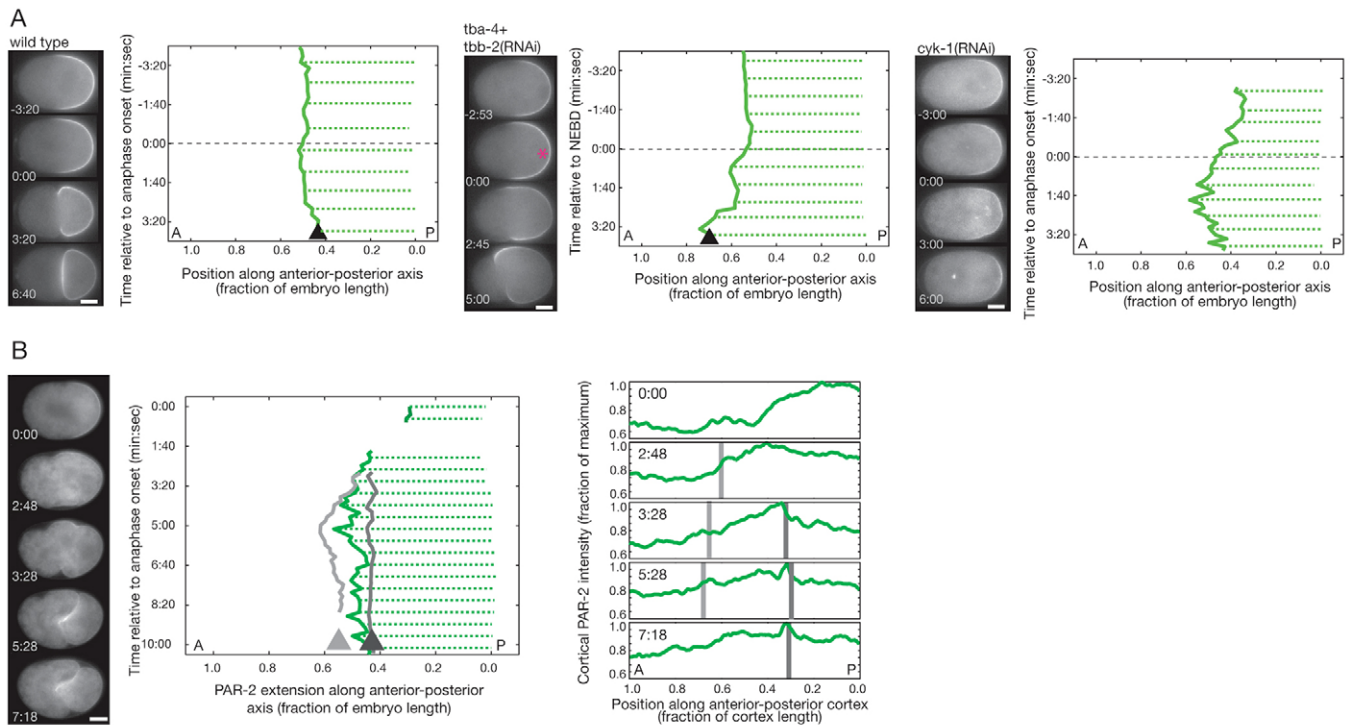 A
wild type
-3:20
0:00
3:20
6:40
Time relative to anaphase onset (min:sec)
-3:20
-1:40
0:00
1:40
3:20
A
P
1.0
0.8
0.6
0.4
0.2
0.0
Position along anterior-posterior axis
(fraction of embryo length)
tba-4+
tbb-2(RNAi)
-2:53
*
0:00
2:45
5:00
Time relative to NEBD (min:sec)
-3:20
-1:40
0:00
1:40
3:20
A
P
1.0
0.8
0.6
0.4
0.2
0.0
Position along anterior-posterior axis
(fraction of embryo length)
cyk-1(RNAi)
-3:00
0:00
3:00
6:00
Time relative to anaphase onset (min:sec)
-3:20
-1:40
0:00
1:40
3:20
A
P
1.0
0.8
0.6
0.4
0.2
0.0
Position along anterior-posterior axis
(fraction of embryo length)
B
0:00
2:48
3:28
5:28
7:18
Time relative to anaphase onset (min:sec)
0:00
1:40
3:20
5:00
6:40
8:20
10:00
A
P
1.0
0.8
0.6
0.4
0.2
0.0
PAR-2 extension along anterior-posterior
axis (fraction of embryo length)
Cortical PAR-2 intensity (fraction of maximum)
1.0
0.8
0.6
0:00
1.0
0.8
0.6
2:48
1.0
0.8
0.6
3:28
1.0
0.8
0.6
5:28
1.0
0.8
0.6
7:18
A
P
1.0
0.8
0.6
0.4
0.2
0.0
Position along anterior-posterior cortex
(fraction of cortex length)